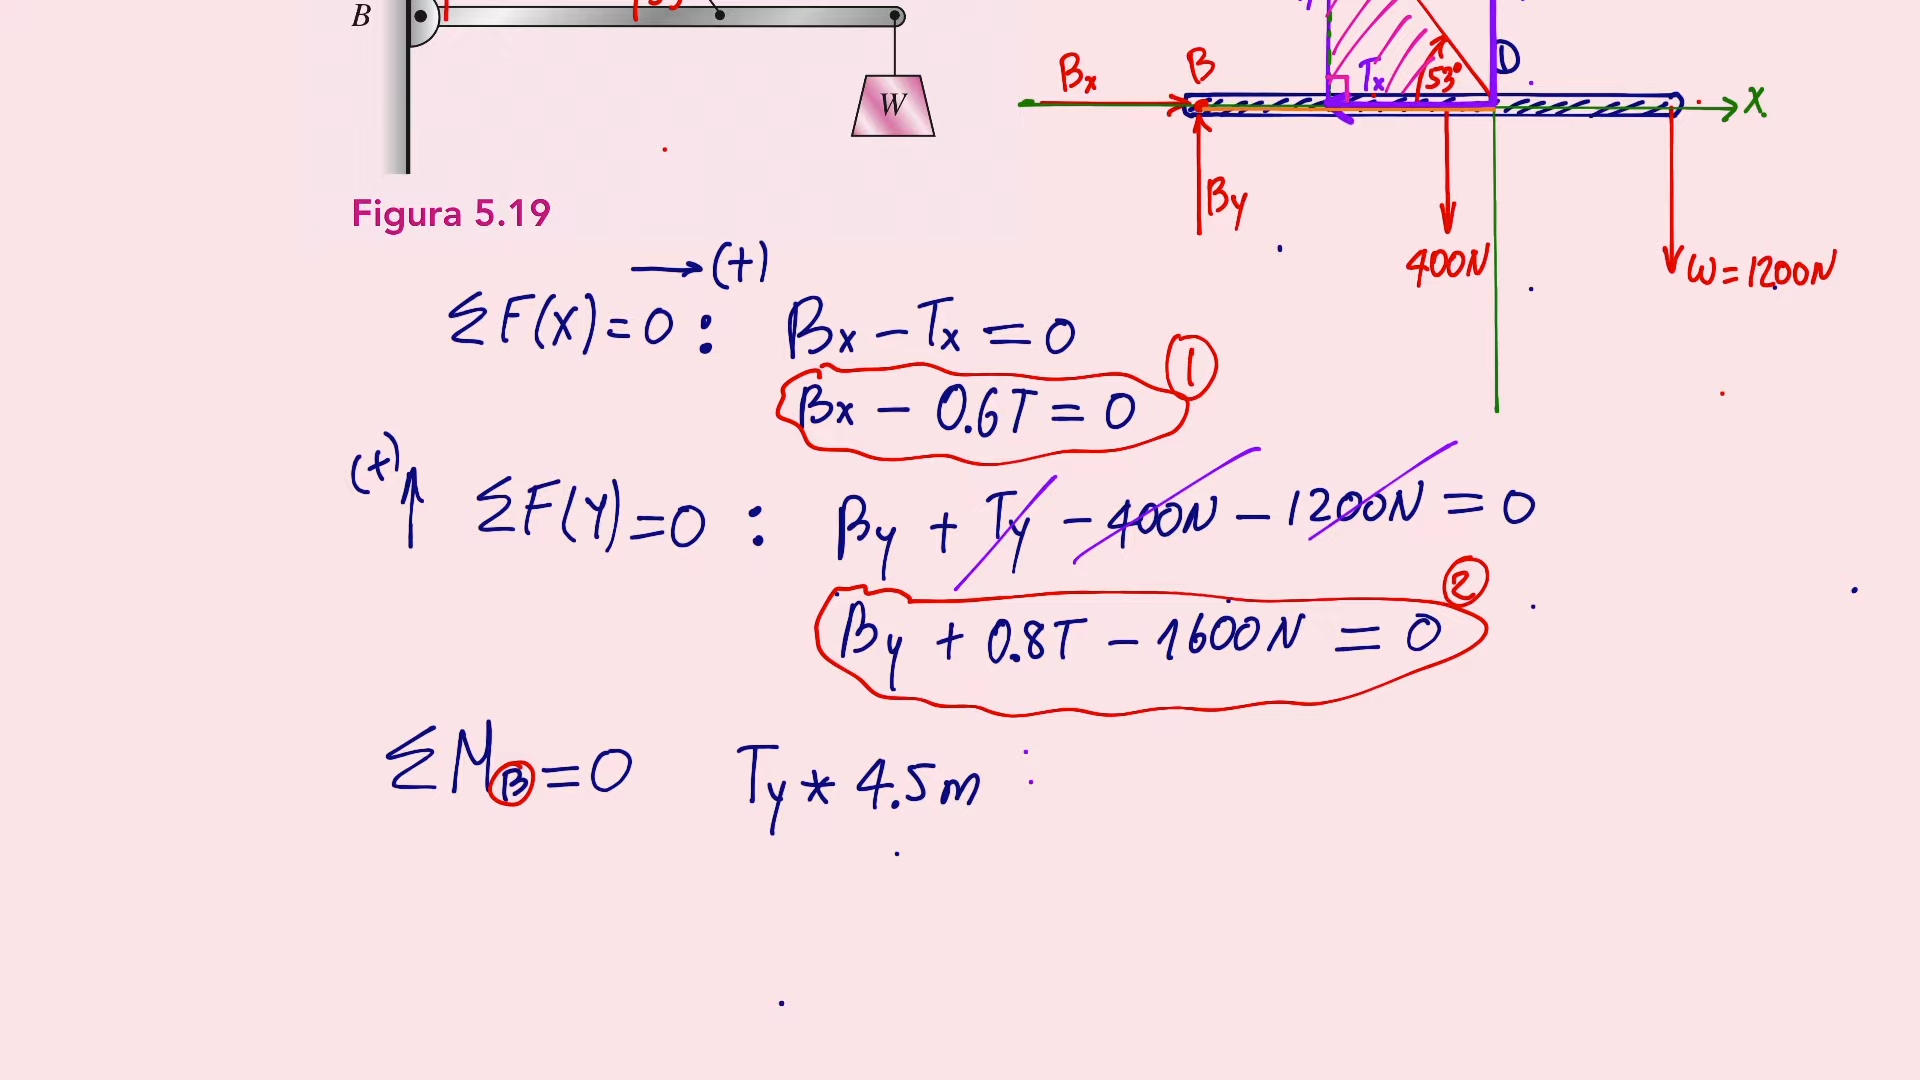 B
W
Figura 5.19
Bx
B
Tx
53°
D
X
By
400N
W = 1200N
→ (+)
ΣF(X) = 0 : Bx − Tx = 0
Bx − 0.6T = 0 1
(+) ↑ ΣF(Y) = 0 : By + Ty − 400N − 1200N = 0
By + 0.8T − 1600N = 0 2
ΣM B = 0 Ty * 4.5m